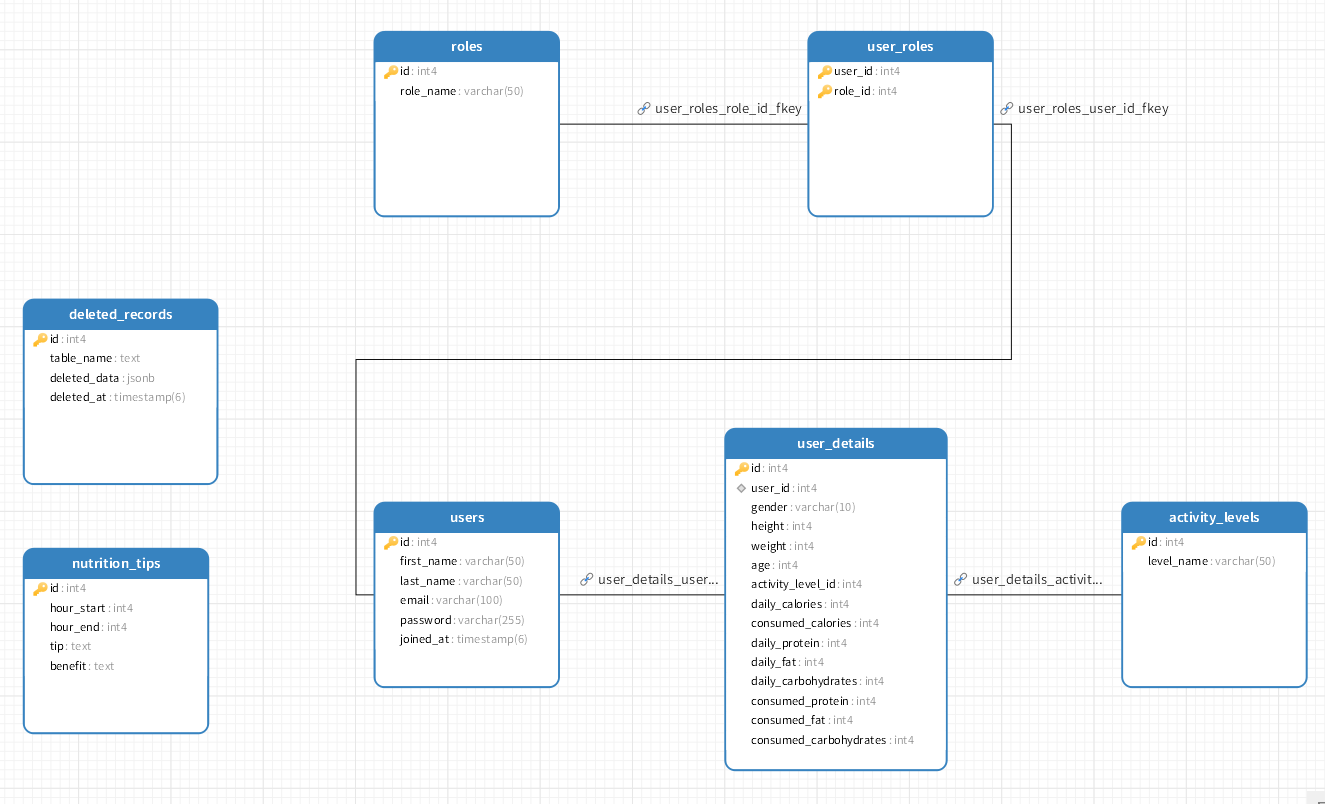 roles
id : int4
role_name : varchar(50)
user_roles_role_id_fkey
user_roles
user_id : int4
role_id : int4
user_roles_user_id_fkey
deleted_records
id : int4
table_name : text
deleted_data : jsonb
deleted_at : timestamp(6)
nutrition_tips
id : int4
hour_start : int4
hour_end : int4
tip : text
benefit : text
users
id : int4
first_name : varchar(50)
last_name : varchar(50)
email : varchar(100)
password : varchar(255)
joined_at : timestamp(6)
user_details_user...
user_details
id : int4
user_id : int4
gender : varchar(10)
height : int4
weight : int4
age : int4
activity_level_id : int4
daily_calories : int4
consumed_calories : int4
daily_protein : int4
daily_fat : int4
daily_carbohydrates : int4
consumed_protein : int4
consumed_fat : int4
consumed_carbohydrates : int4
user_details_activit...
activity_levels
id : int4
level_name : varchar(50)